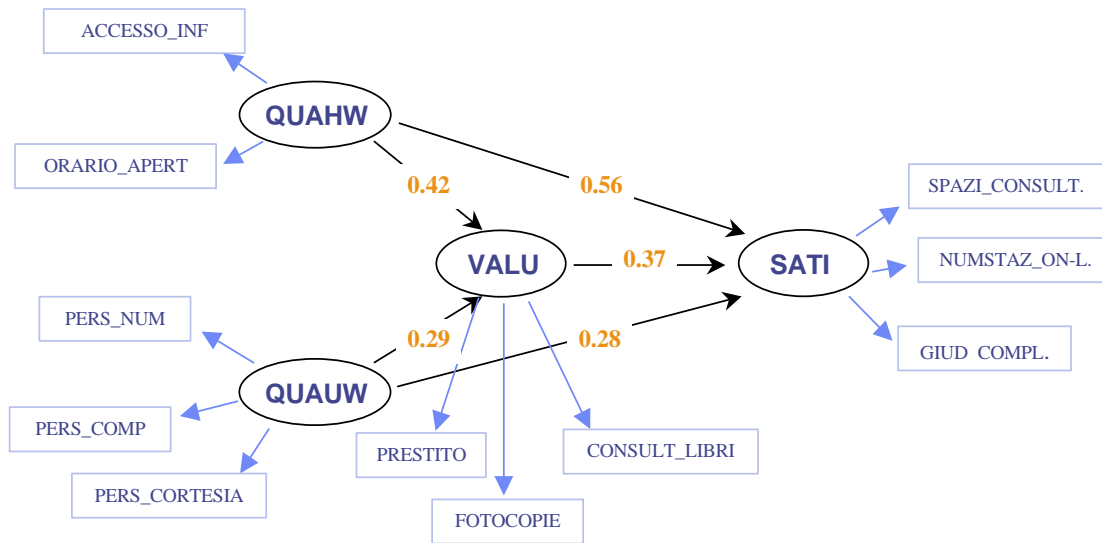 ACCESSO_INF
QUAHW
ORARIO_APERT
0.42
0.56
SPAZI_CONSULT.
VALU
0.37
SATI
NUMSTAZ_ON-L.
PERS_NUM
0.29
0.28
GIUD COMPL.
QUAUW
PERS_COMP
PRESTITO
CONSULT_LIBRI
PERS_CORTESIA
FOTOCOPIE